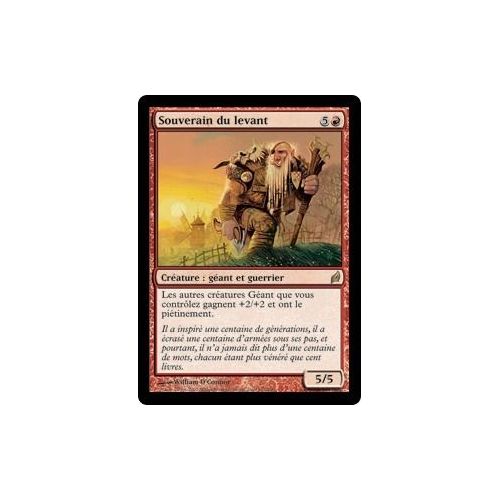 Souverain du levant 5
Créature : géant et guerrier
Les autres créatures Géant que vous
contrôlez gagnent +2/+2 et ont le
piétinement.
Il a inspiré une centaine de générations, il a
écrasé une centaine d'armées sous ses pas, et
pourtant, il n'a jamais dit plus d'une centaine
de mots, chacun étant plus vénéré que cent
livres.
William O'Connor
5/5